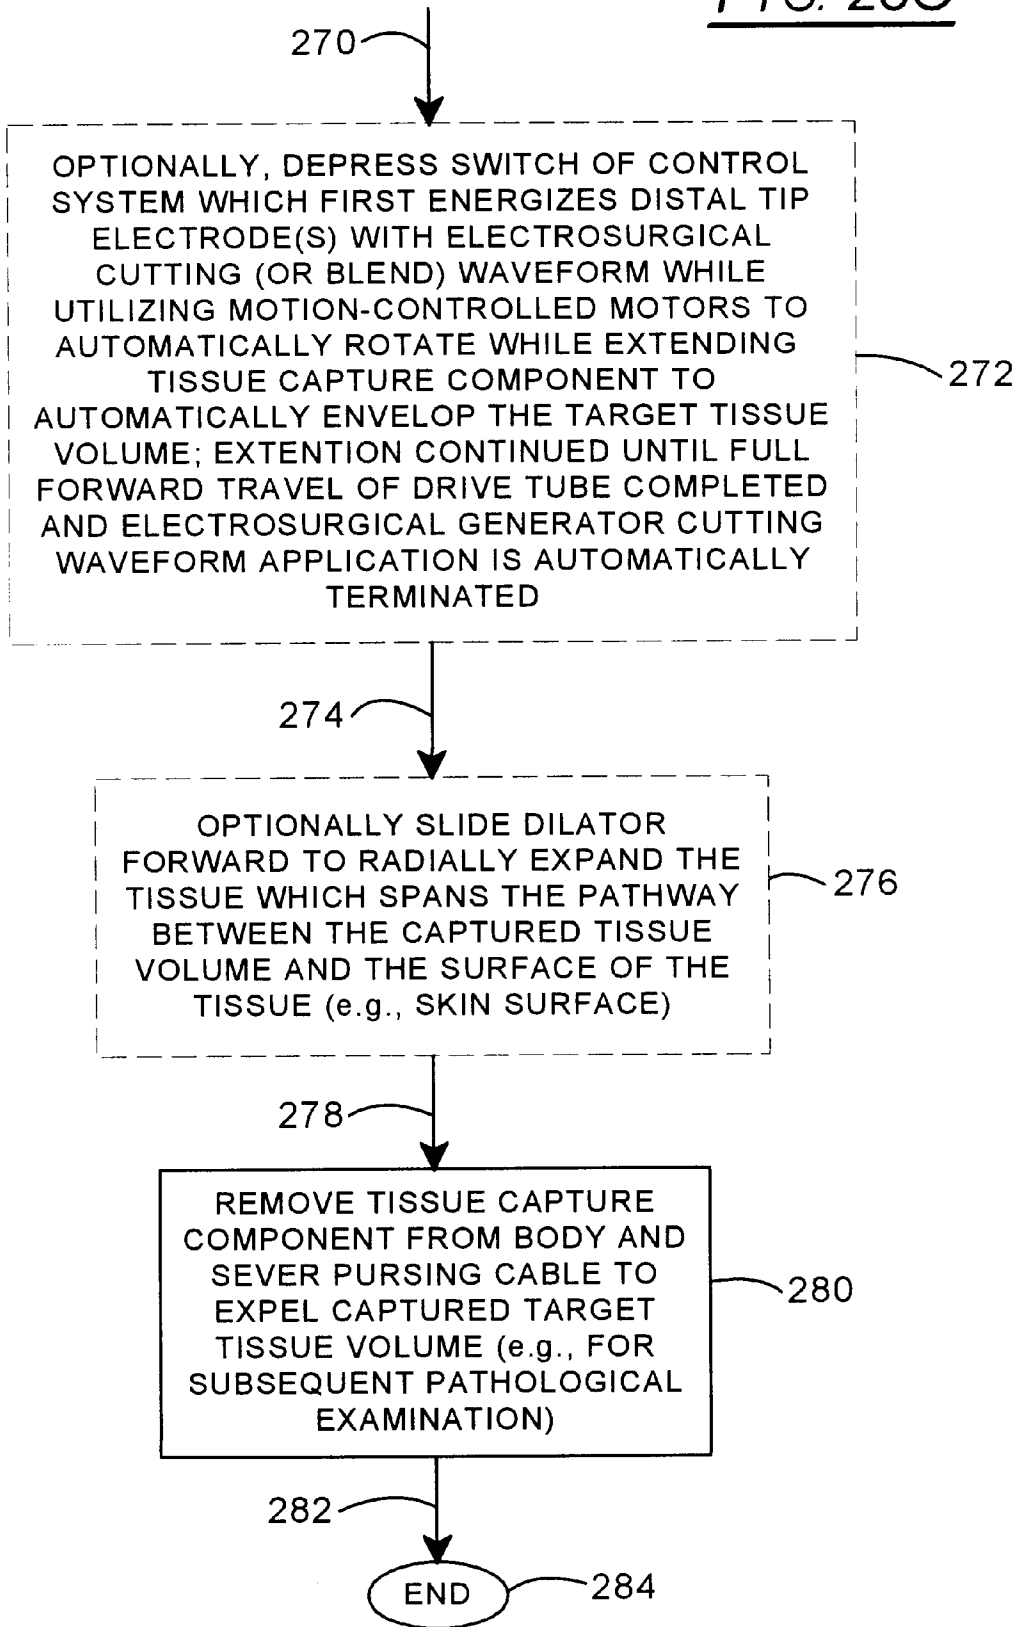 270
OPTIONALLY, DEPRESS SWITCH OF CONTROL
SYSTEM WHICH FIRST ENERGIZES DISTAL TIP
ELECTRODE(S) WITH ELECTROSURGICAL
CUTTING (OR BLEND) WAVEFORM WHILE
UTILIZING MOTION-CONTROLLED MOTORS TO
AUTOMATICALLY ROTATE WHILE EXTENDING
TISSUE CAPTURE COMPONENT TO
AUTOMATICALLY ENVELOP THE TARGET TISSUE
VOLUME; EXTENTION CONTINUED UNTIL FULL
FORWARD TRAVEL OF DRIVE TUBE COMPLETED
AND ELECTROSURGICAL GENERATOR CUTTING
WAVEFORM APPLICATION IS AUTOMATICALLY
TERMINATED
272
274
OPTIONALLY SLIDE DILATOR
FORWARD TO RADIALLY EXPAND THE
TISSUE WHICH SPANS THE PATHWAY
BETWEEN THE CAPTURED TISSUE
VOLUME AND THE SURFACE OF THE
TISSUE (e.g., SKIN SURFACE)
276
278
REMOVE TISSUE CAPTURE
COMPONENT FROM BODY AND
SEVER PURSING CABLE TO
EXPEL CAPTURED TARGET
TISSUE VOLUME (e.g., FOR
SUBSEQUENT PATHOLOGICAL
EXAMINATION)
280
282
END
284